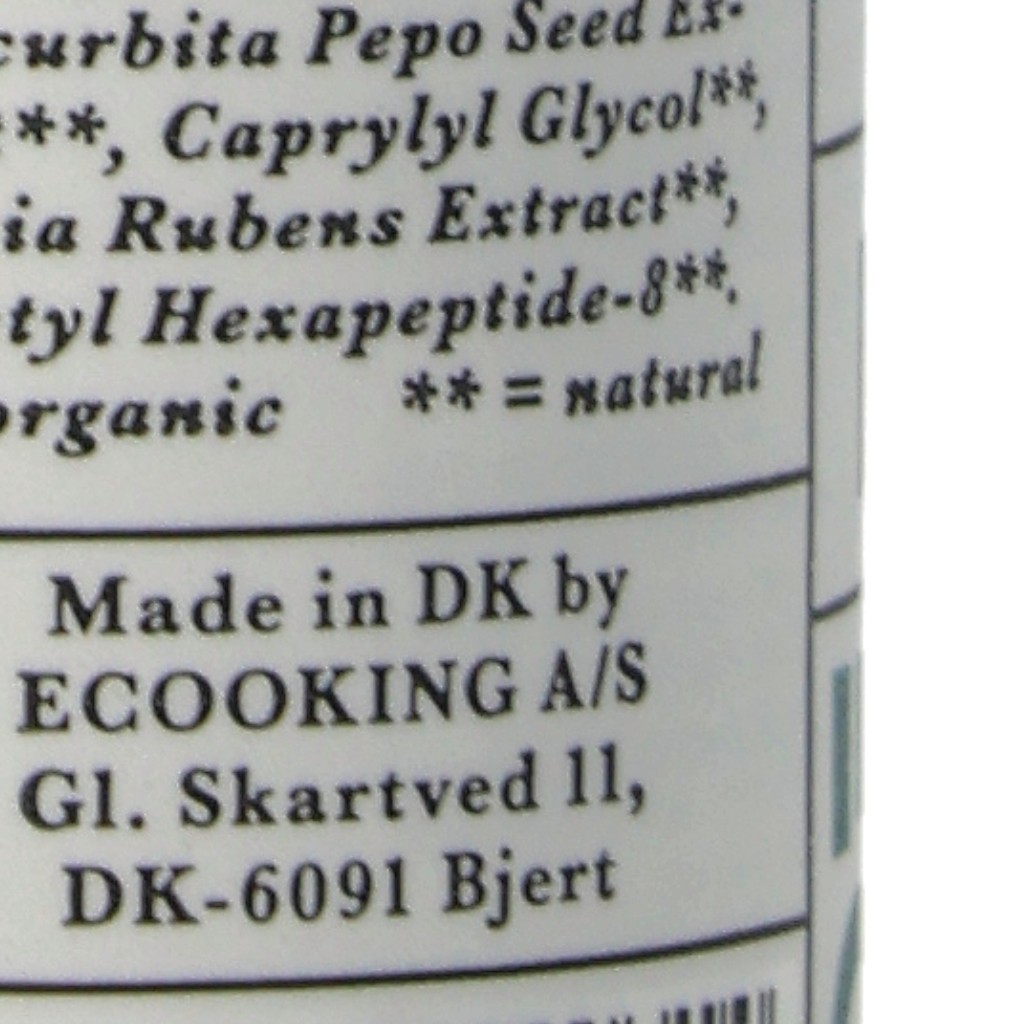 curbita Pepo Seed Ex-
**, Caprylyl Glycol**,
ia Rubens Extract**,
tyl Hexapeptide-8**.
organic ** = natural
Made in DK by
ECOOKING A/S
Gl. Skartved 11,
DK-6091 Bjert